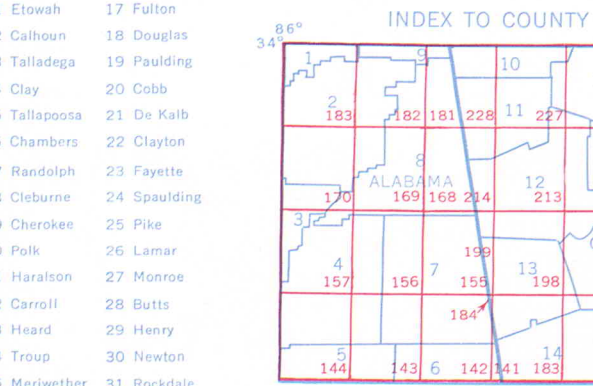 INDEX TO COUNTY
86°
34°
Etowah 17 Fulton
Calhoun 18 Douglas
Talladega 19 Paulding
Clay 20 Cobb
Tallapoosa 21 De Kalb
Chambers 22 Clayton
Randolph 23 Fayette
Cleburne 24 Spaulding
Cherokee 25 Pike
Polk 26 Lamar
Haralson 27 Monroe
Carroll 28 Butts
Heard 29 Henry
Troup 30 Newton
Meriwether 31 Rockdale
1 9 10
2 11
183 182 181 228 227
8
ALABAMA 12
170 169 168 214 213
3
199
4 7 13
157 156 155 198
184
5 14
144 143 6 142 141 183